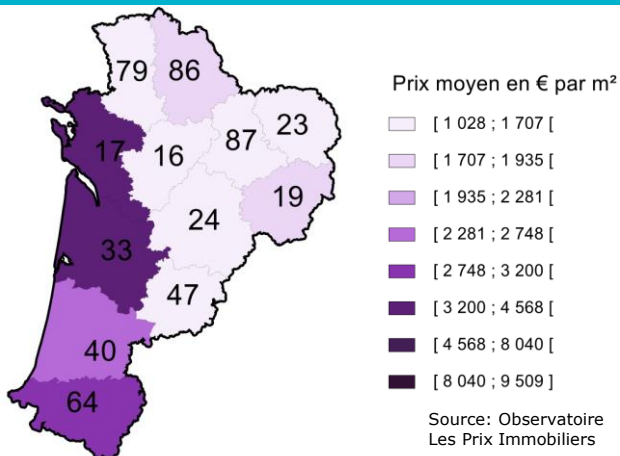 79
86
23
87
17
16
19
24
33
47
40
64
Prix moyen en € par m²
[ 1 028 ; 1 707 [
[ 1 707 ; 1 935 [
[ 1 935 ; 2 281 [
[ 2 281 ; 2 748 [
[ 2 748 ; 3 200 [
[ 3 200 ; 4 568 [
[ 4 568 ; 8 040 [
[ 8 040 ; 9 509 ]
Source: Observatoire
Les Prix Immobiliers